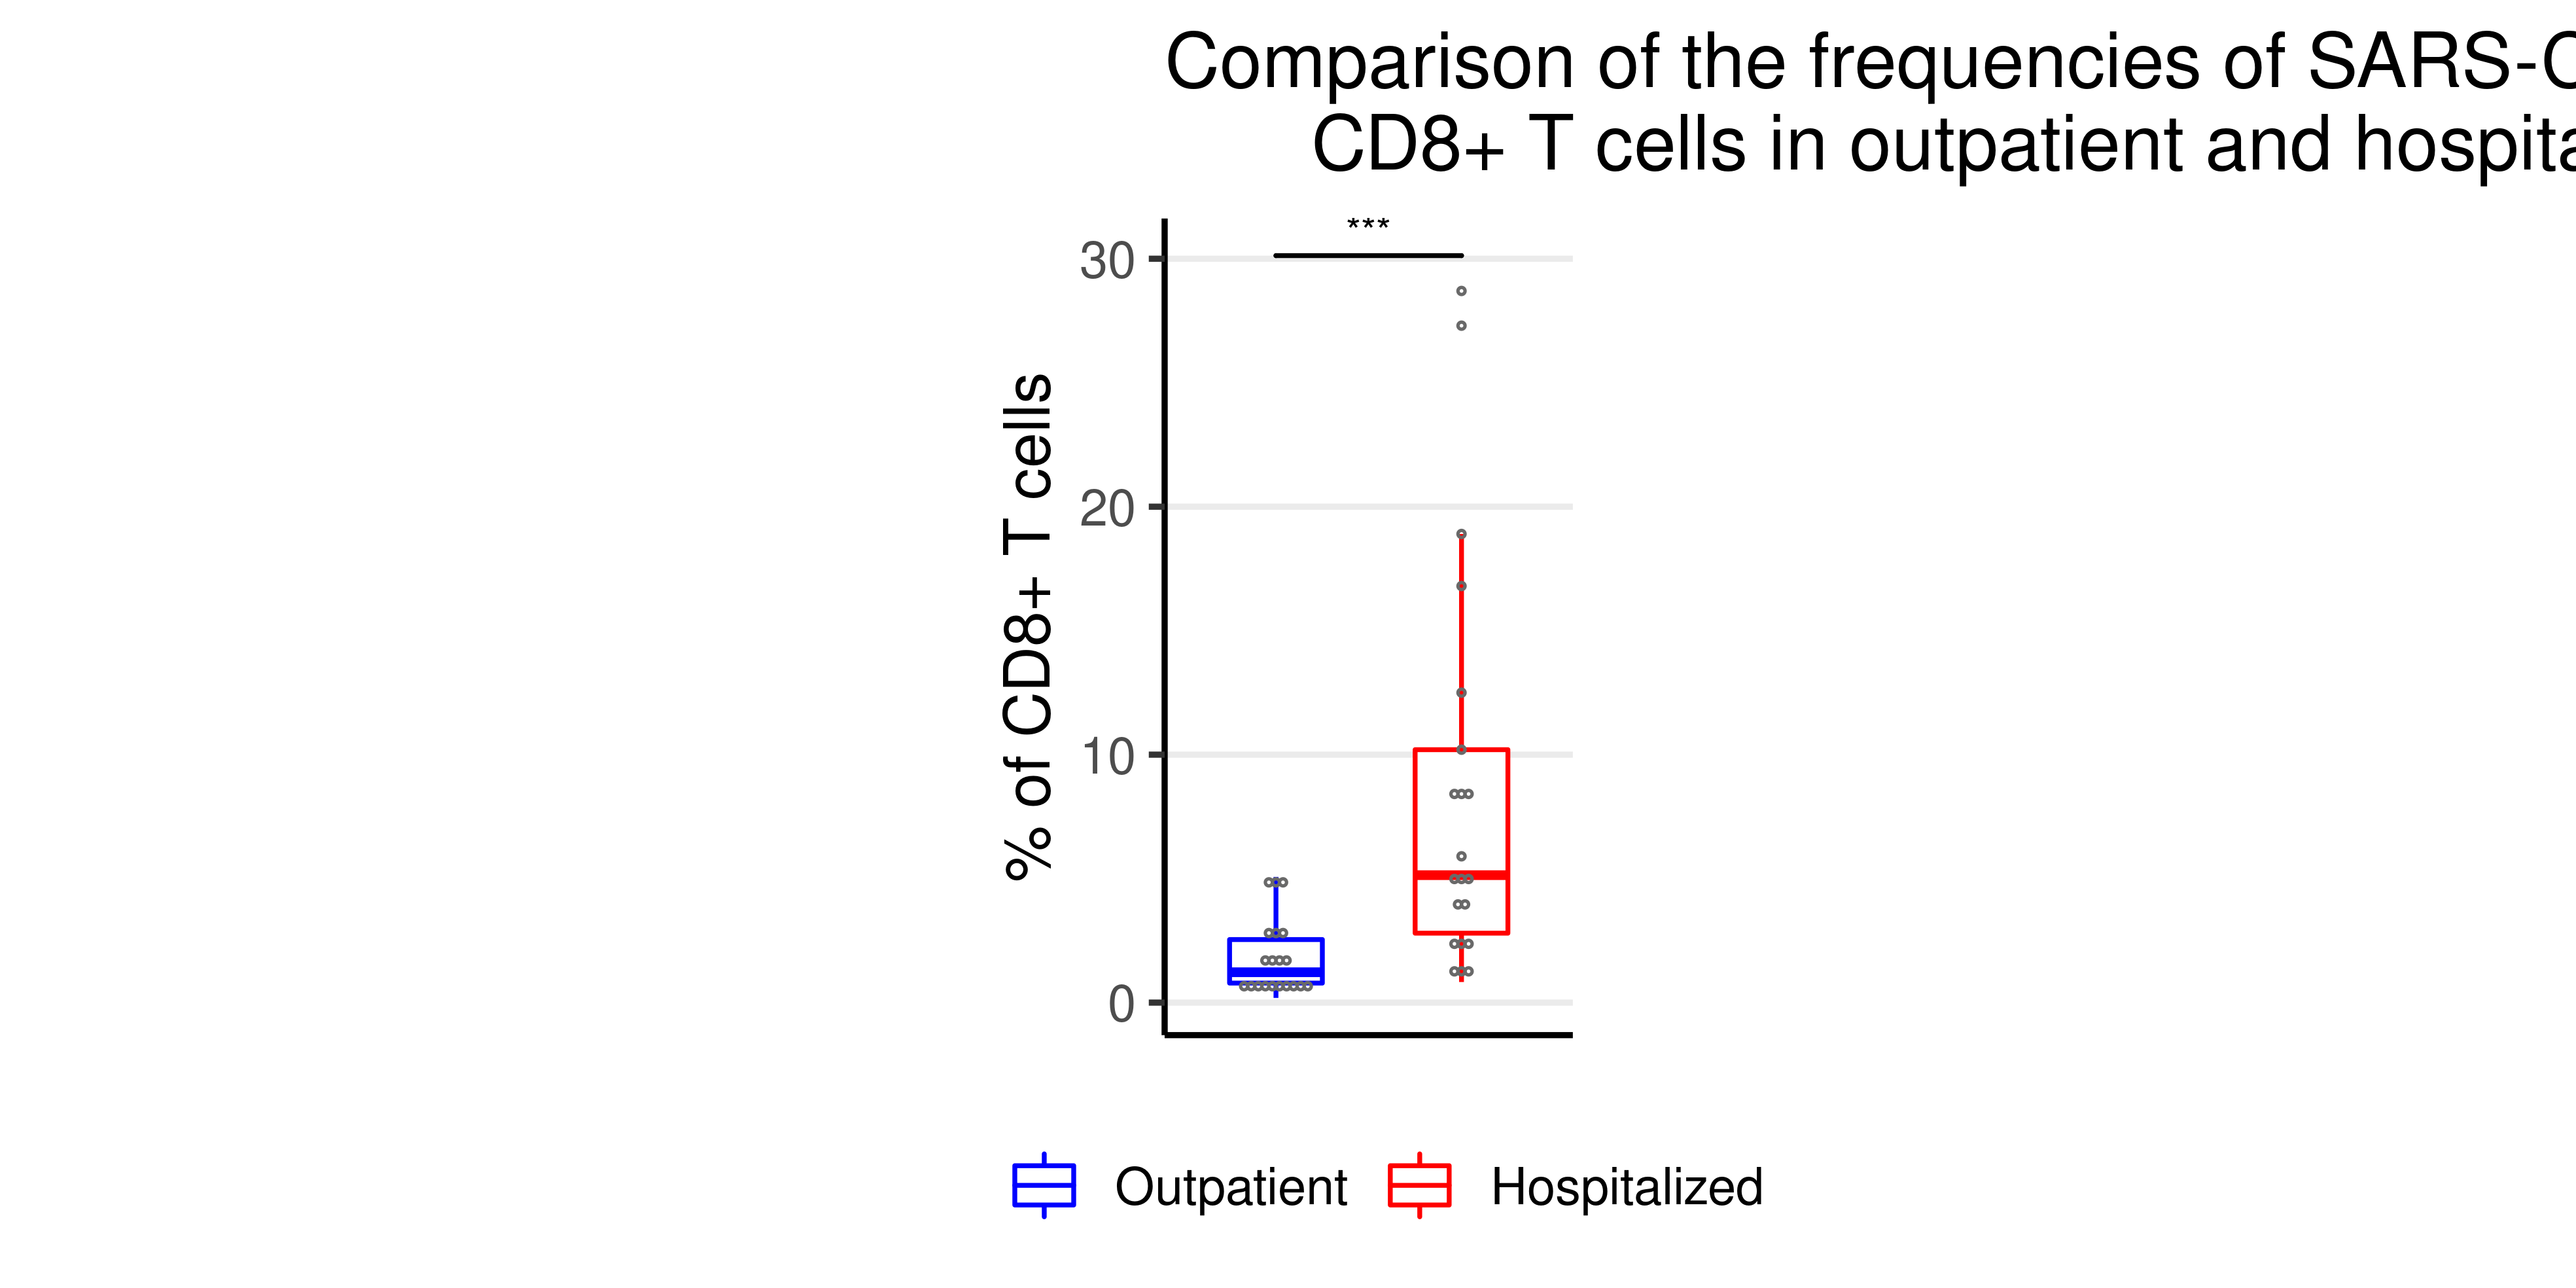 Comparison of the frequencies of SARS-
CD8+ T cells in outpatient and
***
% of CD8+ T cells
30
20
10
0
Outpatient
Hospitalized